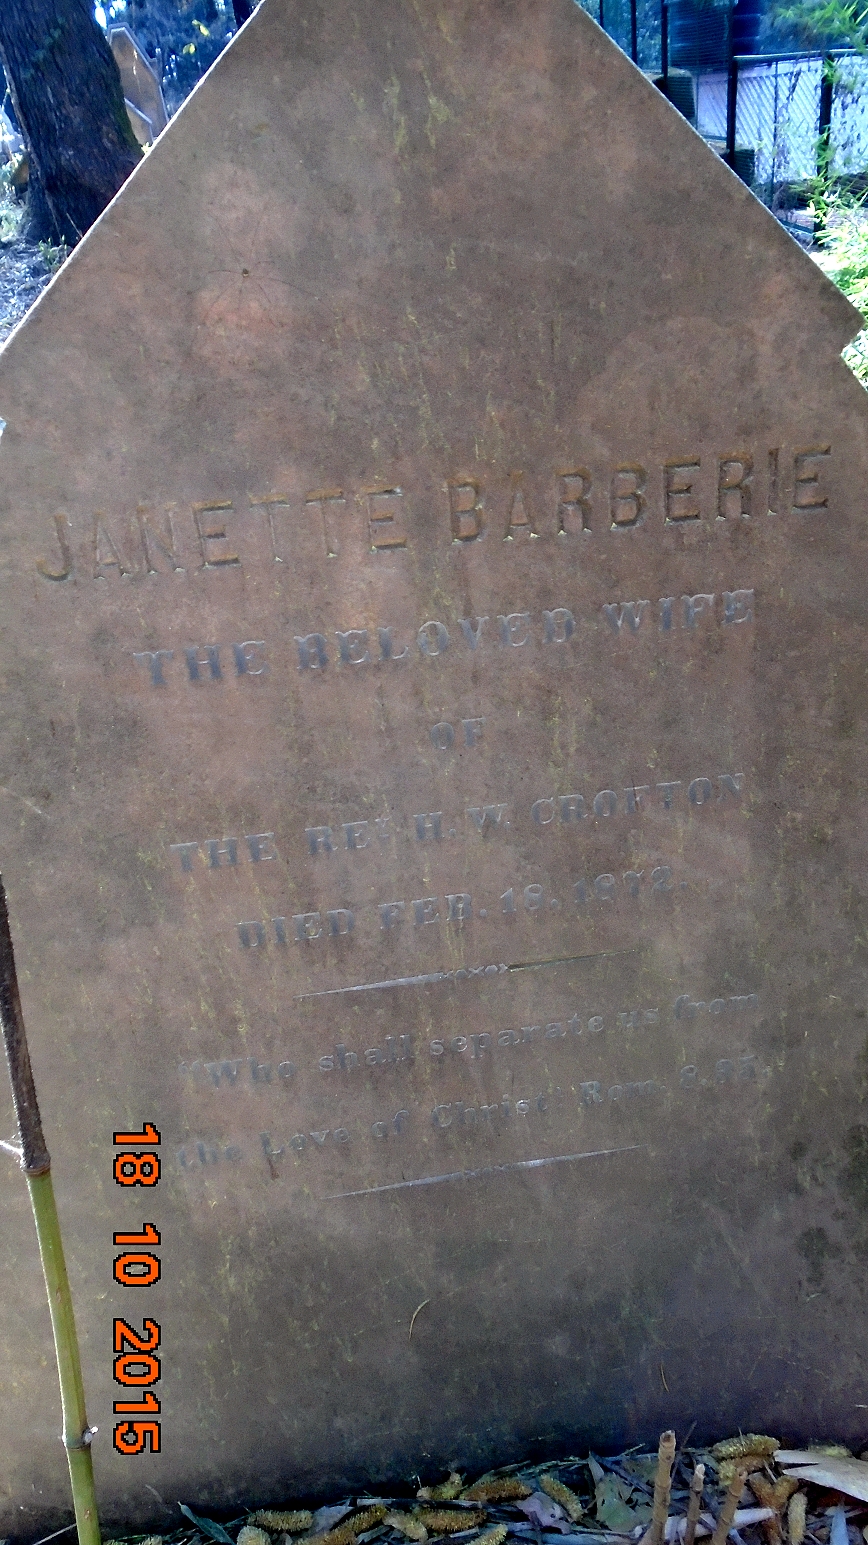 JANETTE BARBERIE
THE BELOVED WIFE
OF
THE REV. H. W. CROFTON
DIED FEB. 18. 1872.
"Who shall separate us from
the Love of Christ" Rom. 8.35.
18 10 2015